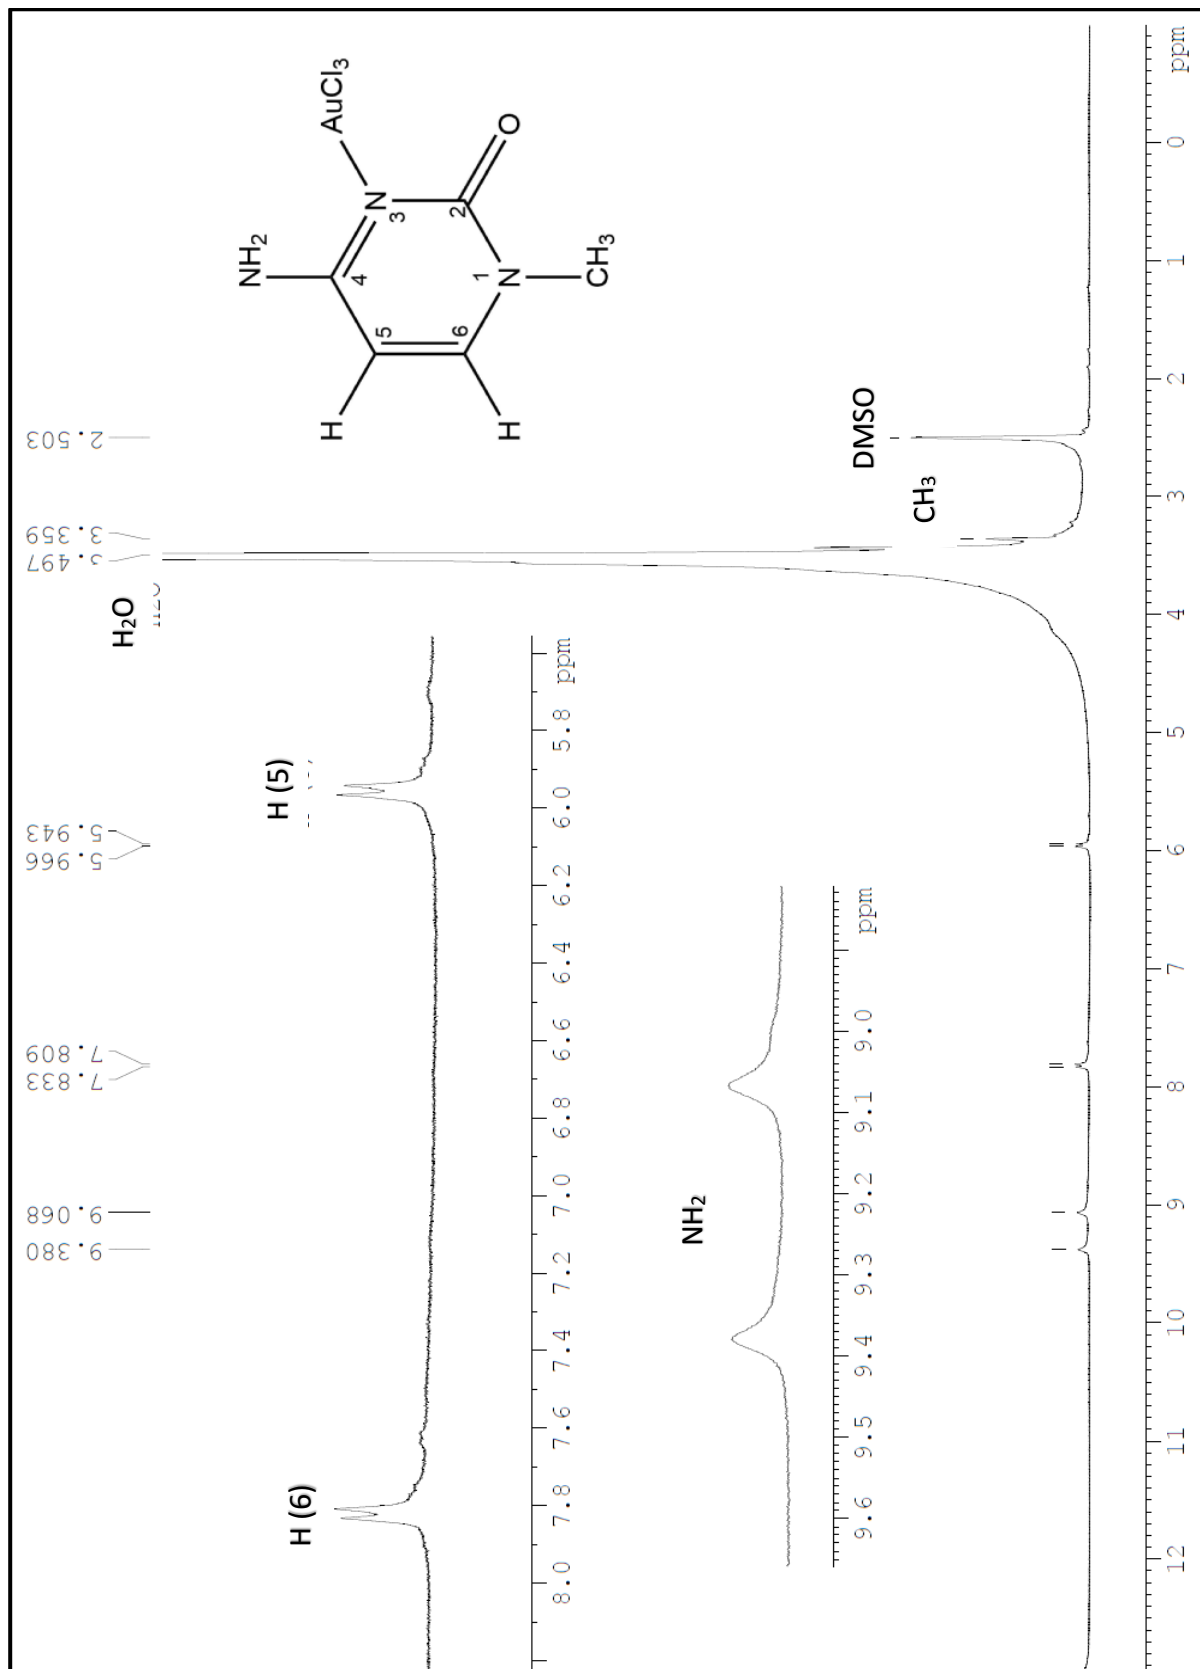 9.380
9.068
7.833
7.809
5.966
5.943
3.497
3.359
2.503
H₂O
H (6)
H (5)
8.0 7.8 7.6 7.4 7.2 7.0 6.8 6.6 6.4 6.2 6.0 5.8 ppm
NH₂
9.6 9.5 9.4 9.3 9.2 9.1 9.0 ppm
CH₃
DMSO
H
H
5
6
NH₂
4
N
1
CH₃
N
3
2
AuCl₃
O
12 11 10 9 8 7 6 5 4 3 2 1 0 ppm